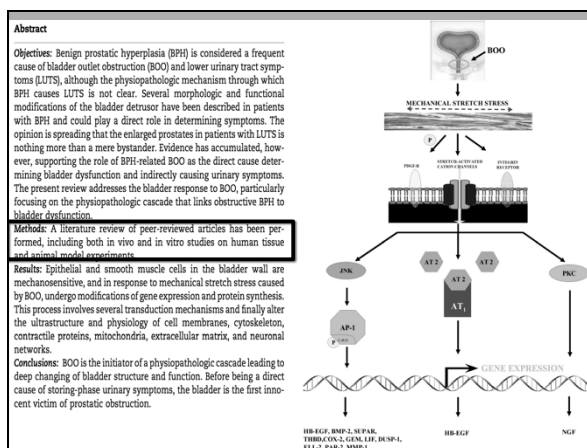 Abstract
Objectives: Benign prostatic hyperplasia (BPH) is considered a frequent
cause of bladder outlet obstruction (BOO) and lower urinary tract symp-
toms (LUTS), although the physiopathologic mechanism through which
BPH causes LUTS is not clear. Several morphologic and functional
modifications of the bladder detrusor have been described in patients
with BPH and could play a direct role in determining symptoms. The
opinion is spreading that the enlarged prostates in patients with LUTS is
nothing more than a mere bystander. Evidence has accumulated, how-
ever, supporting the role of BPH-related BOO as the direct cause deter-
mining bladder dysfunction and indirectly causing urinary symptoms.
The present review addresses the bladder response to BOO, particularly
focusing on the physiopathologic cascade that links obstructive BPH to
bladder dysfunction.
Methods: A literature review of peer-reviewed articles has been per-
formed, including both in vivo and in vitro studies on human tissue
and animal model experiments.
Results: Epithelial and smooth muscle cells in the bladder wall are
mechanosensitive, and in response to mechanical stretch stress caused
by BOO, undergo modifications of gene expression and protein synthesis.
This process involves several transduction mechanisms and finally alter
the ultrastructure and physiology of cell membranes, cytoskeleton,
contractile proteins, mitochondria, extracellular matrix, and neuronal
networks.
Conclusions: BOO is the initiator of a physiopathologic cascade leading to
deep changing of bladder structure and function. Before being a direct
cause of storing-phase urinary symptoms, the bladder is the first inno-
cent victim of prostatic obstruction.
BOO
MECHANICAL STRETCH STRESS
P
PDGF-R
STRETCH-ACTIVATED
CATION-CHANNELS
INTEGRIN
RECEPTOR
JNK
AT 2
AT 2
AT 2
PKC
AT1
AP-1
P
GENE EXPRESSION
HB-EGF, BMP-2, SUPAR,
THBD,COX-2, GEM, LIF, DUSP-1,
PAR-2, MMP-1
HB-EGF
NGF